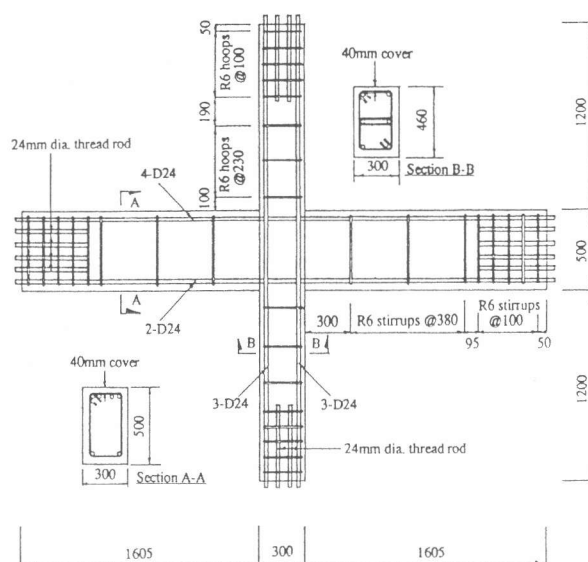 50
R6 hoops
@100
190
R6 hoops
@230
100
40mm cover
460
300
Section B-B
1200
24mm dia. thread rod
4-D24
A
A
2-D24
500
300
R6 stirrups @380
R6 stirrups
@100
95
50
B
B
40mm cover
3-D24
3-D24
500
300
Section A-A
24mm dia. thread rod
1200
1605
300
1605